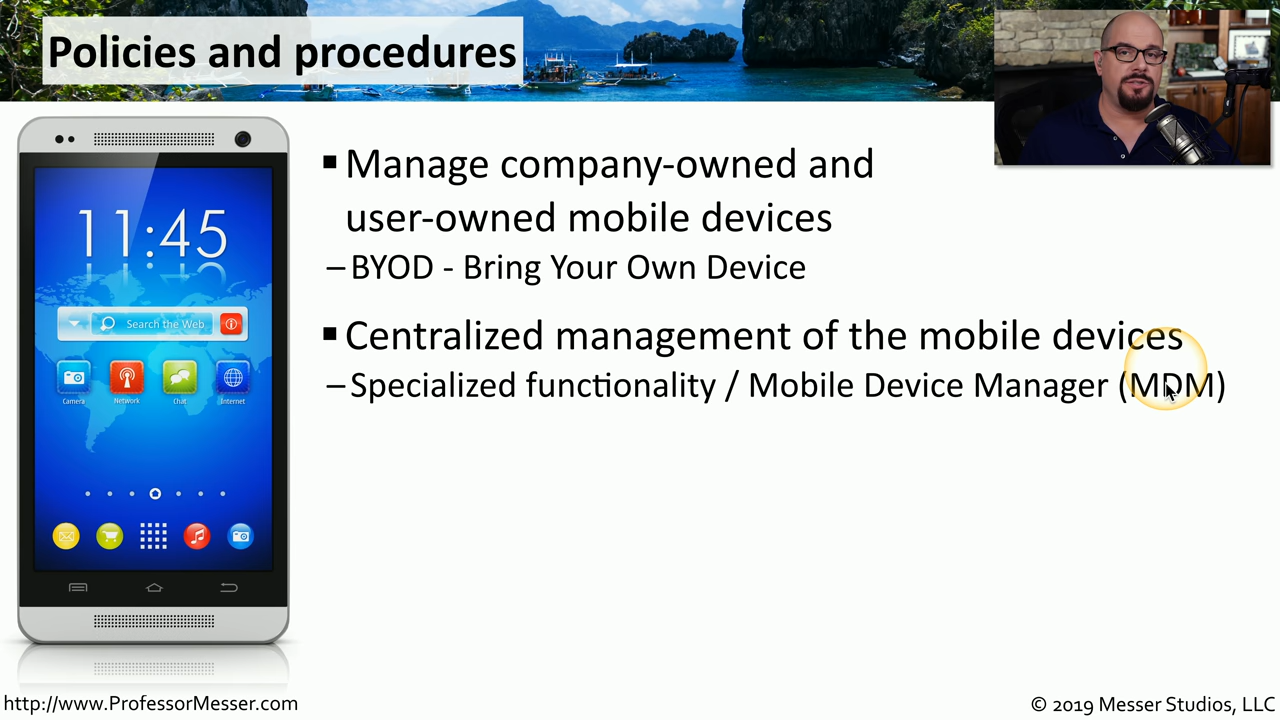 Policies and procedures
▪ Manage company-owned and
user-owned mobile devices
– BYOD - Bring Your Own Device
▪ Centralized management of the mobile devices
– Specialized functionality / Mobile Device Manager (MDM)
11:45
Search the Web
Camera Network Chat Internet
http://www.ProfessorMesser.com
© 2019 Messer Studios, LLC